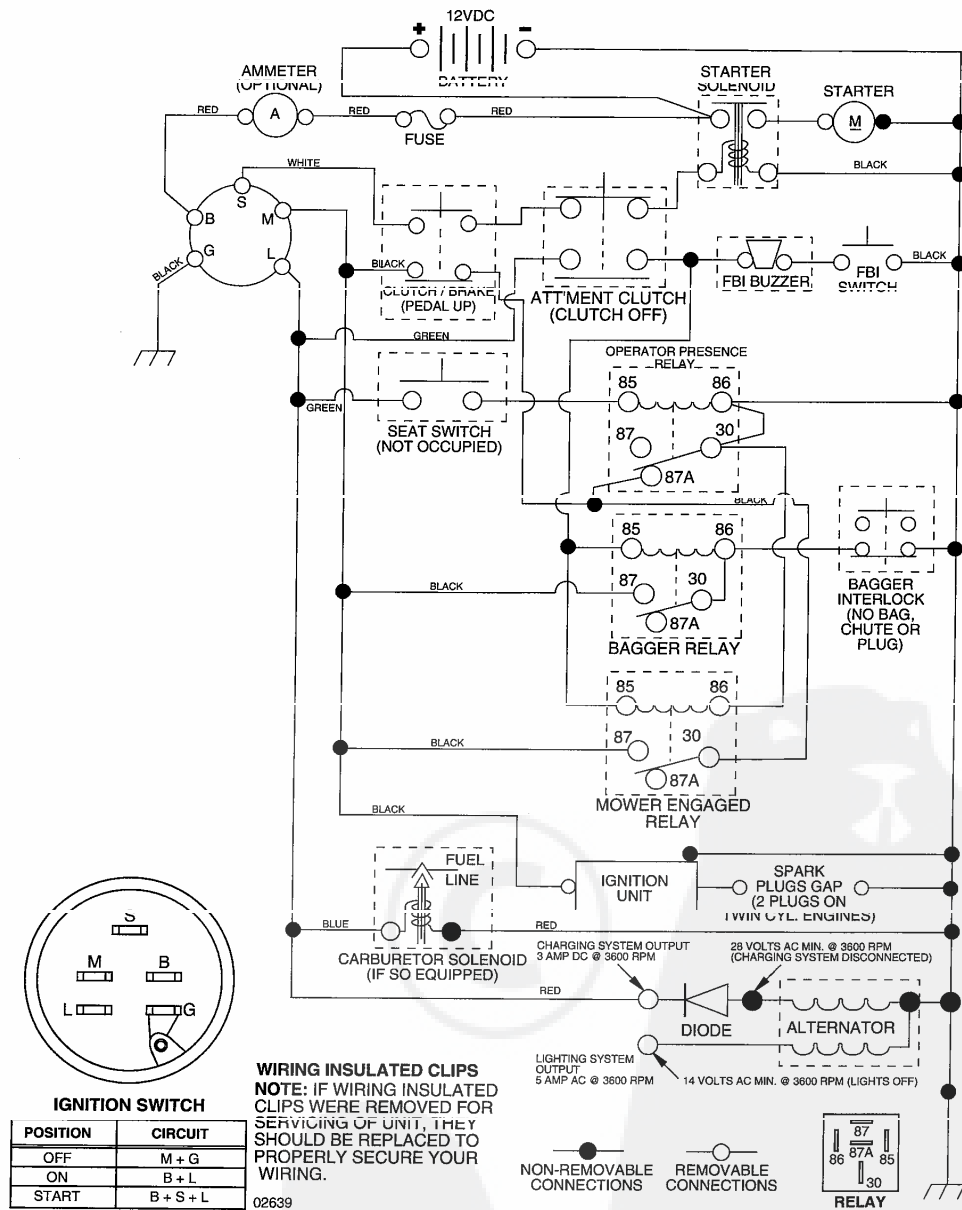 12VDC
+
-
BATTERY
AMMETER
(OPTIONAL)
RED
A
RED
FUSE
RED
STARTER
SOLENOID
STARTER
M
BLACK
WHITE
S
B
M
G
L
BLACK
BLACK
CLUTCH / BRAKE
(PEDAL UP)
ATT'MENT CLUTCH
(CLUTCH OFF)
FBI BUZZER
FBI
SWITCH
BLACK
GREEN
GREEN
SEAT SWITCH
(NOT OCCUPIED)
OPERATOR PRESENCE
RELAY
85
86
87
30
87A
BLACK
85
86
87
30
87A
BAGGER RELAY
BLACK
BAGGER
INTERLOCK
(NO BAG,
CHUTE OR
PLUG)
85
86
87
30
87A
MOWER ENGAGED
RELAY
BLACK
BLACK
FUEL
LINE
BLUE
CARBURETOR SOLENOID
(IF SO EQUIPPED)
RED
IGNITION
UNIT
SPARK
PLUGS GAP
(2 PLUGS ON
TWIN CYL. ENGINES)
CHARGING SYSTEM OUTPUT
3 AMP DC @ 3600 RPM
28 VOLTS AC MIN. @ 3600 RPM
(CHARGING SYSTEM DISCONNECTED)
RED
DIODE
ALTERNATOR
LIGHTING SYSTEM
OUTPUT
5 AMP AC @ 3600 RPM
14 VOLTS AC MIN. @ 3600 RPM (LIGHTS OFF)
S
M
B
L
G
IGNITION SWITCH
POSITION CIRCUIT
OFF M + G
ON B + L
START B + S + L
WIRING INSULATED CLIPS
NOTE: IF WIRING INSULATED
CLIPS WERE REMOVED FOR
SERVICING OF UNIT, THEY
SHOULD BE REPLACED TO
PROPERLY SECURE YOUR
WIRING.
02639
NON-REMOVABLE
CONNECTIONS
REMOVABLE
CONNECTIONS
87
86
87A
85
30
RELAY
©